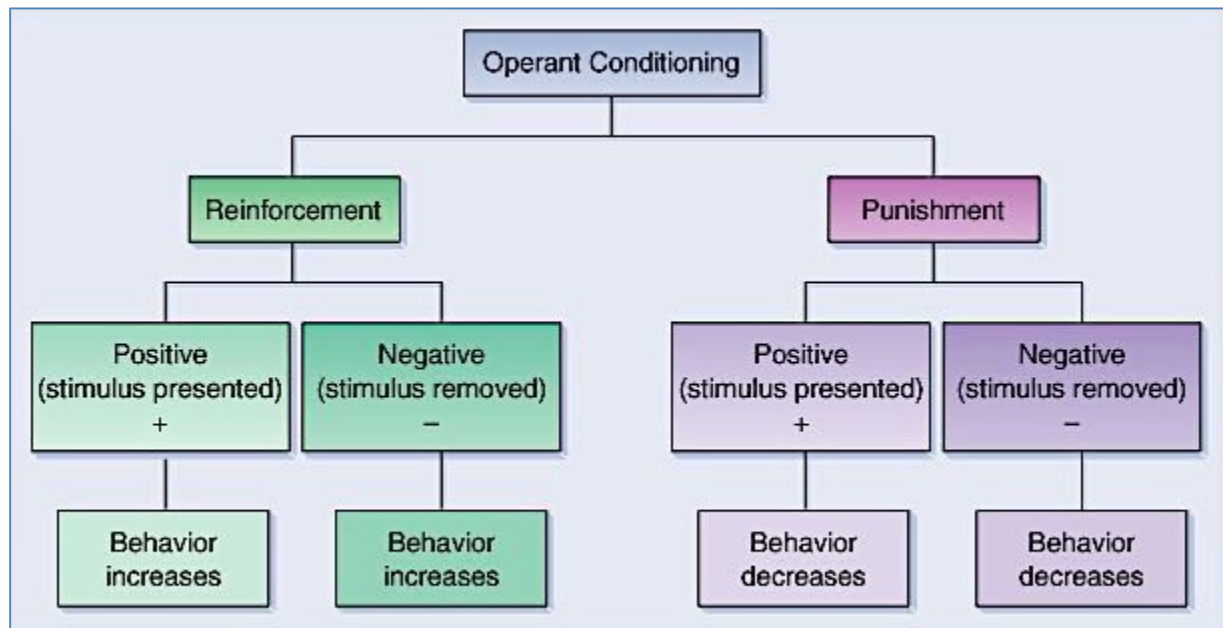 Operant Conditioning
Reinforcement
Punishment
Positive
(stimulus presented)
+
Negative
(stimulus removed)
–
Positive
(stimulus presented)
+
Negative
(stimulus removed)
–
Behavior
increases
Behavior
increases
Behavior
decreases
Behavior
decreases